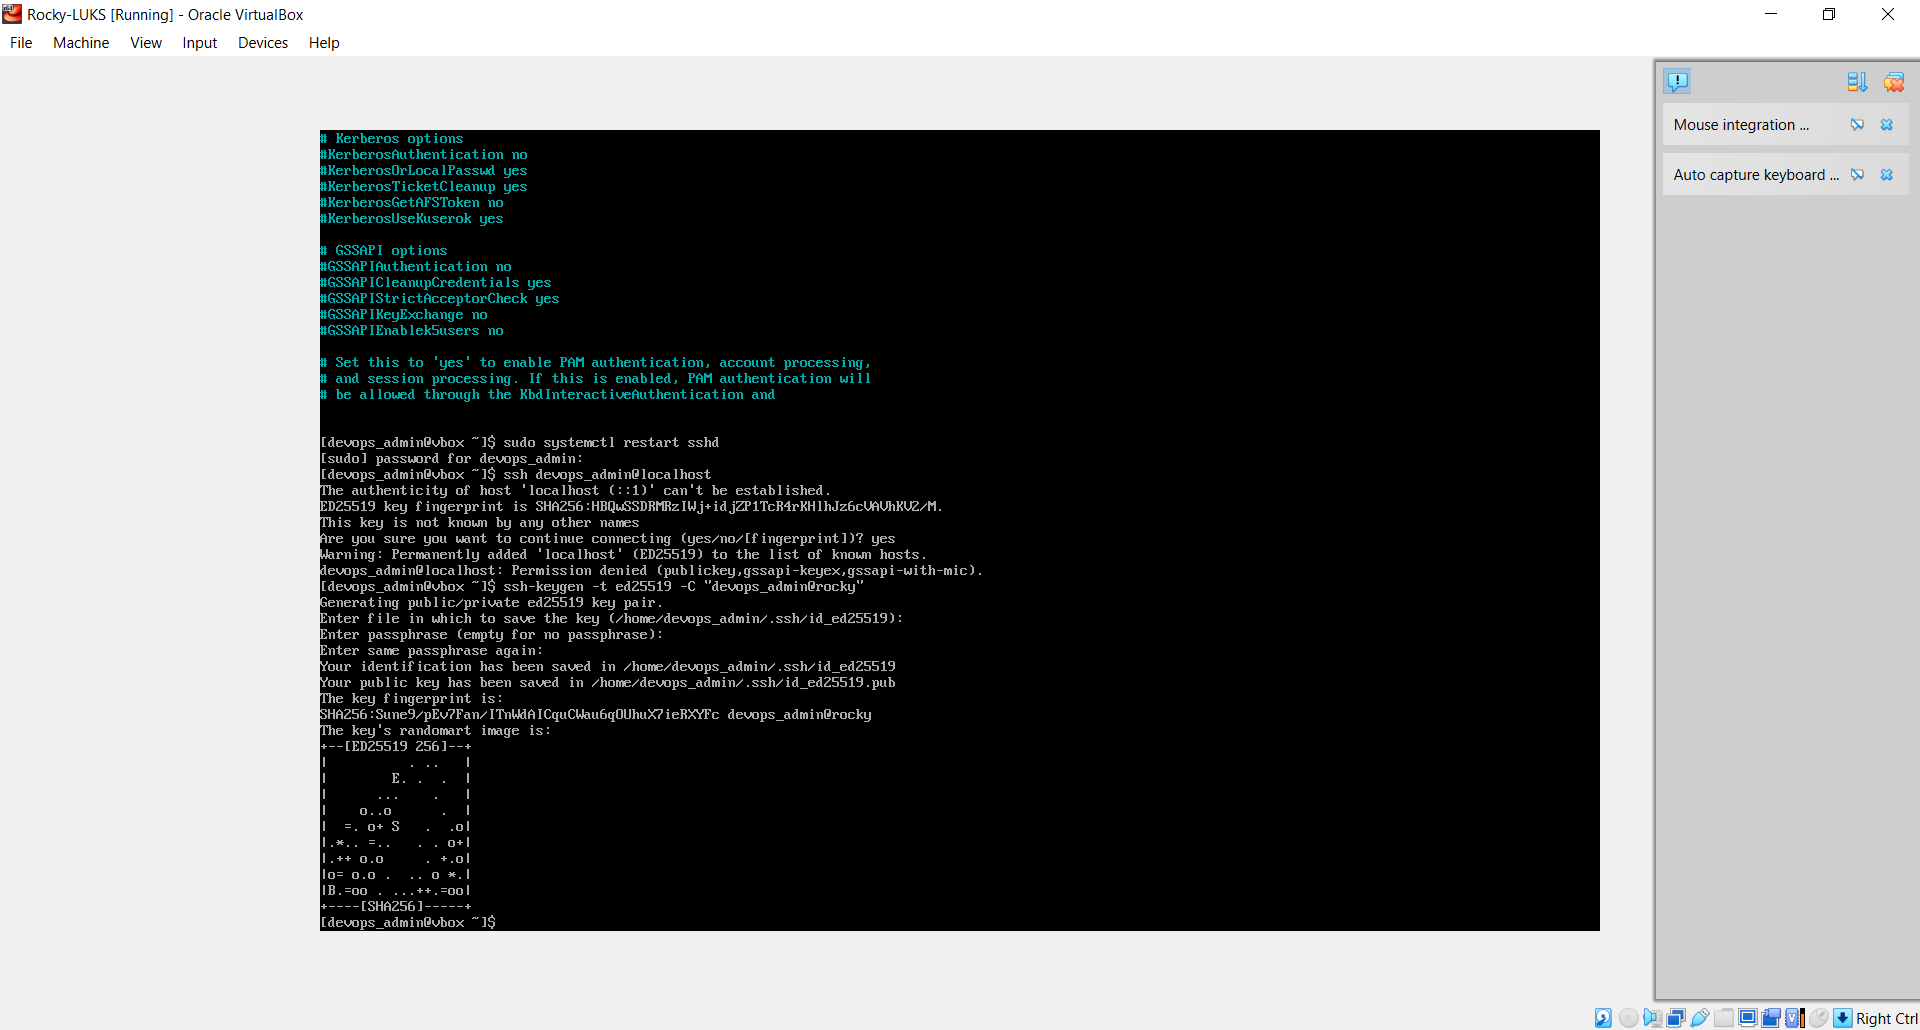 Rocky-LUKS [Running] - Oracle VirtualBox
File Machine View Input Devices Help
Mouse integration ...
Auto capture keyboard ...
# Kerberos options
#KerberosAuthentication no
#KerberosOrLocalPasswd yes
#KerberosTicketCleanup yes
#KerberosGetAFSToken no
#KerberosUseKuserok yes
# GSSAPI options
#GSSAPIAuthentication no
#GSSAPICleanupCredentials yes
#GSSAPIStrictAcceptorCheck yes
#GSSAPIKeyExchange no
#GSSAPIEnablek5users no
# Set this to 'yes' to enable PAM authentication, account processing,
# and session processing. If this is enabled, PAM authentication will
# be allowed through the KbdInteractiveAuthentication and
[devops_admin@vbox ~]$ sudo systemctl restart sshd
[sudo] password for devops_admin:
[devops_admin@vbox ~]$ ssh devops_admin@localhost
The authenticity of host 'localhost (::1)' can't be established.
ED25519 key fingerprint is SHA256:HBQwSSDRMRzIWj+idjZP1TcR4rKHlhJz6cVAVhKV2/M.
This key is not known by any other names
Are you sure you want to continue connecting (yes/no/[fingerprint])? yes
Warning: Permanently added 'localhost' (ED25519) to the list of known hosts.
devops_admin@localhost: Permission denied (publickey,gssapi-keyex,gssapi-with-mic).
[devops_admin@vbox ~]$ ssh-keygen -t ed25519 -C "devops_admin@rocky"
Generating public/private ed25519 key pair.
Enter file in which to save the key (/home/devops_admin/.ssh/id_ed25519):
Enter passphrase (empty for no passphrase):
Enter same passphrase again:
Your identification has been saved in /home/devops_admin/.ssh/id_ed25519
Your public key has been saved in /home/devops_admin/.ssh/id_ed25519.pub
The key fingerprint is:
SHA256:Sune9/pEv7Fan/ITnWdAICquCWau6qOUhuX7ieRXYFc devops_admin@rocky
The key's randomart image is:
+--[ED25519 256]--+
|          . ..   |
|        E. .  .  |
|      ...    .   |
|    o..o      .  |
|  =. o+ S   .  .o|
|.*.. =..   . . o+|
|.++ o.o     . +.o|
|o= o.o .  .. o *.|
|B.=oo . ...++.=oo|
+----[SHA256]-----+
[devops_admin@vbox ~]$
Right Ctrl